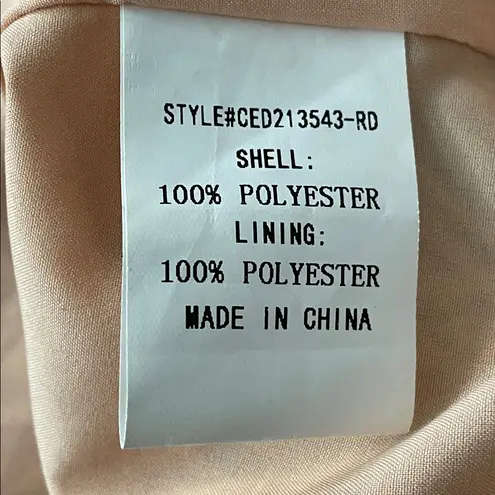 STYLE#CED213543-RD
SHELL:
100% POLYESTER
LINING:
100% POLYESTER
MADE IN CHINA